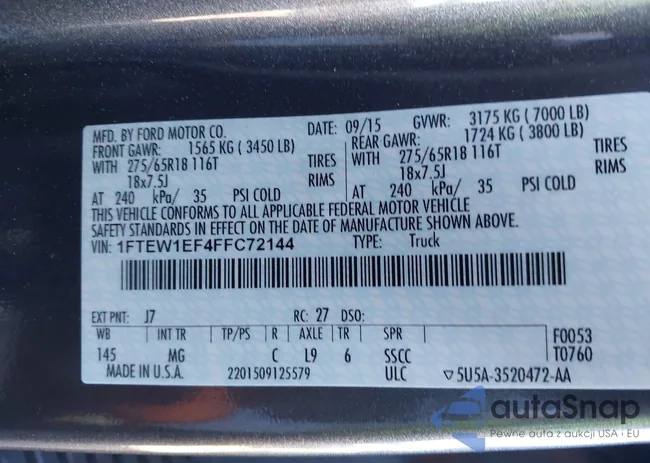 MFD. BY FORD MOTOR CO. DATE: 09/15 GVWR: 3175 KG (7000 LB)
FRONT GAWR: 1565 KG (3450 LB) REAR GAWR: 1724 KG (3800 LB)
WITH 275/65R18 116T TIRES WITH 275/65R18 116T TIRES
18x7.5J RIMS 18x7.5J RIMS
AT 240 kPa/ 35 PSI COLD AT 240 kPa/ 35 PSI COLD
THIS VEHICLE CONFORMS TO ALL APPLICABLE FEDERAL MOTOR VEHICLE
SAFETY STANDARDS IN EFFECT ON THE DATE OF MANUFACTURE SHOWN ABOVE.
VIN: 1FTEW1EF4FFC72144 TYPE: Truck
EXT PNT: J7 RC: 27 DSO:
WB INT TR TP/PS R AXLE TR SPR F0053
145 MG C L9 6 SSCC T0760
MADE IN U.S.A. 2201509125579 ULC ▽5U5A-3520472-AA
autoSnap
Pewne auta z aukcji USA i EU